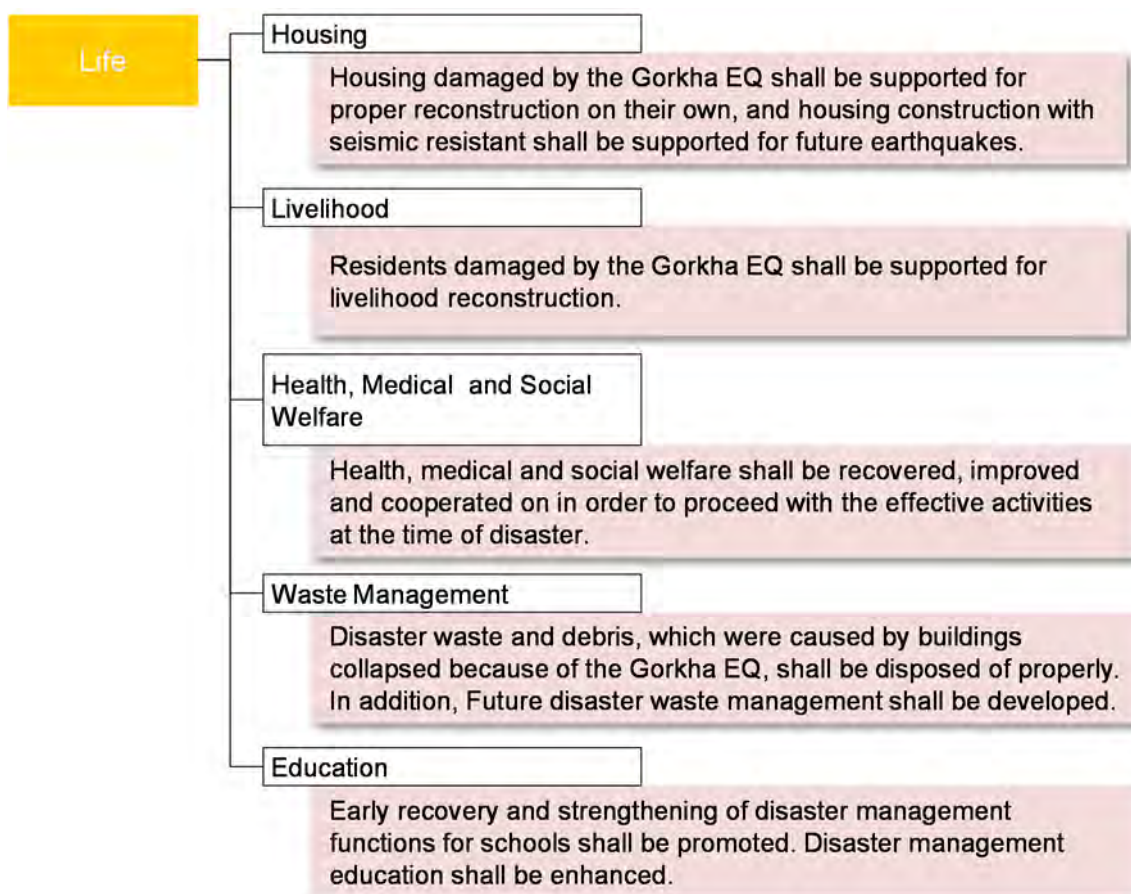 Life
Housing
Housing damaged by the Gorkha EQ shall be supported for
proper reconstruction on their own, and housing construction with
seismic resistant shall be supported for future earthquakes.
Livelihood
Residents damaged by the Gorkha EQ shall be supported for
livelihood reconstruction.
Health, Medical and Social
Welfare
Health, medical and social welfare shall be recovered, improved
and cooperated on in order to proceed with the effective activities
at the time of disaster.
Waste Management
Disaster waste and debris, which were caused by buildings
collapsed because of the Gorkha EQ, shall be disposed of properly.
In addition, Future disaster waste management shall be developed.
Education
Early recovery and strengthening of disaster management
functions for schools shall be promoted. Disaster management
education shall be enhanced.